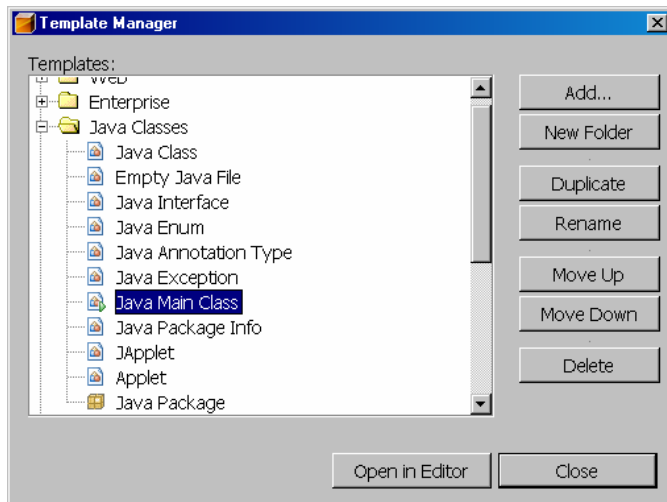 Template Manager
Templates:
Web
Enterprise
Java Classes
Java Class
Empty Java File
Java Interface
Java Enum
Java Annotation Type
Java Exception
Java Main Class
Java Package Info
JApplet
Applet
Java Package
Add...
New Folder
Duplicate
Rename
Move Up
Move Down
Delete
Open in Editor
Close